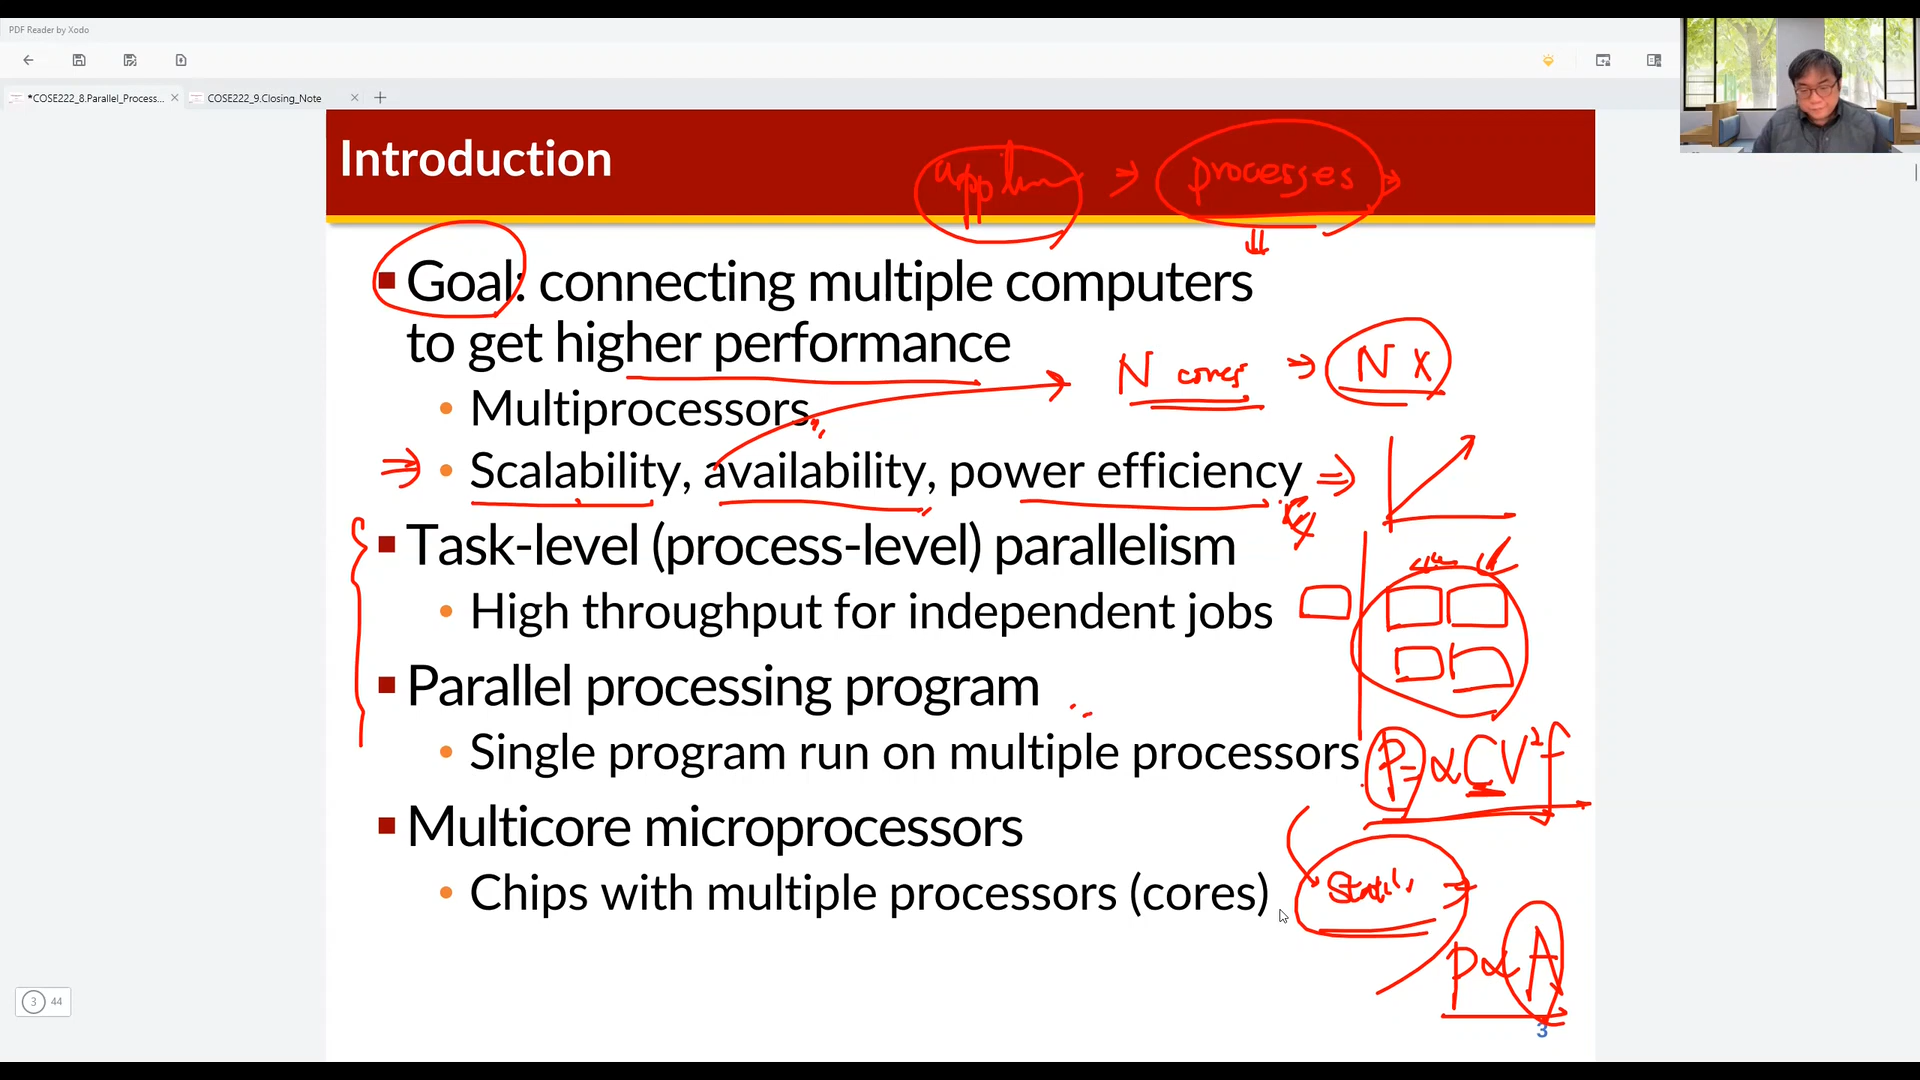 PDF Reader by Xodo
*COSE222_8.Parallel_Process...
COSE222_9.Closing_Note
Introduction
⇒ processes
Goal: connecting multiple computers
to get higher performance
N cores ⇒ N X
• Multiprocessors
⇒ • Scalability, availability, power efficiency ⇒
Task-level (process-level) parallelism
• High throughput for independent jobs
Parallel processing program
• Single program run on multiple processors
P ∝ CV²f
Multicore microprocessors
• Chips with multiple processors (cores)
P ∝ A
3 44
3